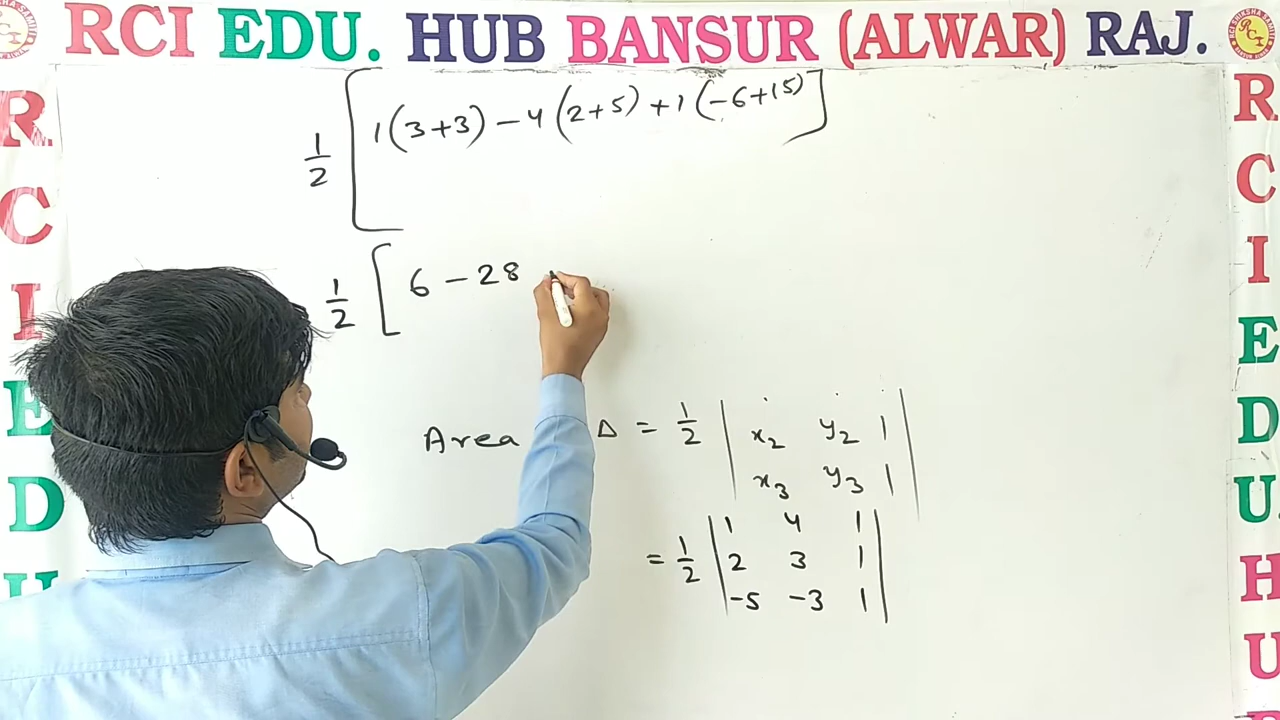 RCI EDU. HUB BANSUR (ALWAR) RAJ.
1/2 [ 1(3+3) - 4(2+5) + 1(-6+15) ]
1/2 [ 6 - 28
Area Δ = 1/2 |
x₂ y₂ 1
x₃ y₃ 1 |
= 1/2 | 1 4 1
2 3 1
-5 -3 1 |
R
C
I
E
D
U
R
C
I
E
D
U.
H
U